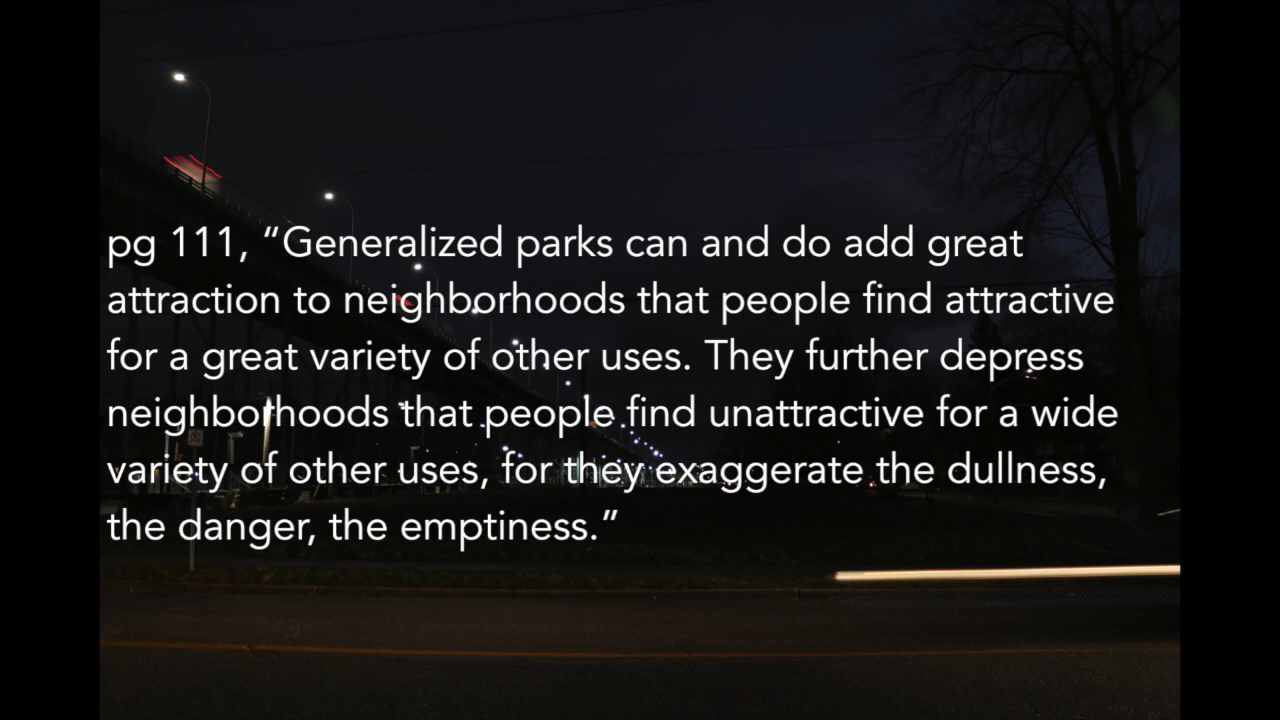 pg 111, “Generalized parks can and do add great
attraction to neighborhoods that people find attractive
for a great variety of other uses. They further depress
neighborhoods that people find unattractive for a wide
variety of other uses, for they exaggerate the dullness,
the danger, the emptiness.”